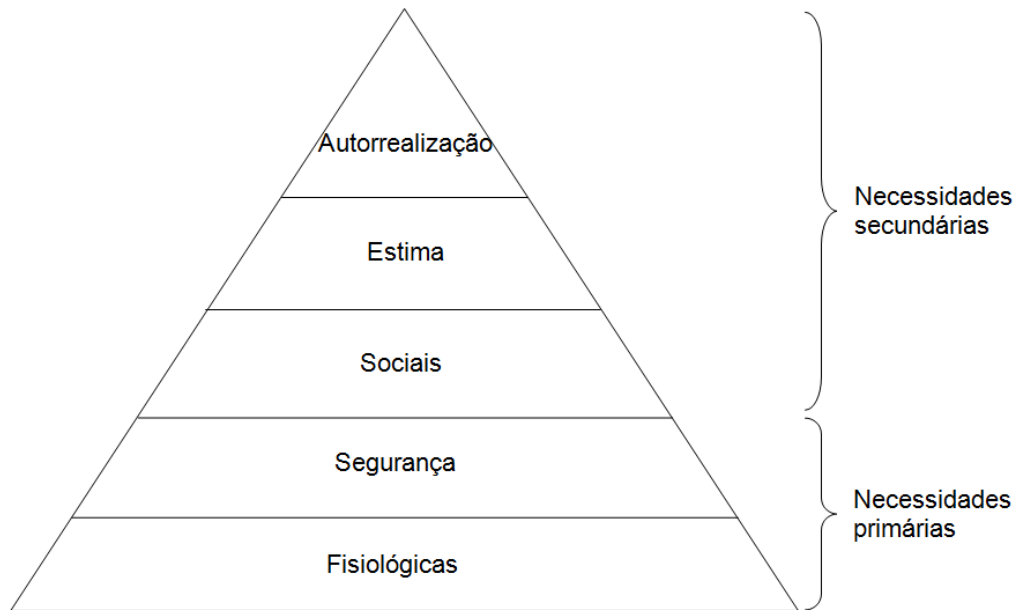 Autorrealização
Estima
Sociais
Segurança
Fisiológicas
Necessidades
secundárias
Necessidades
primárias